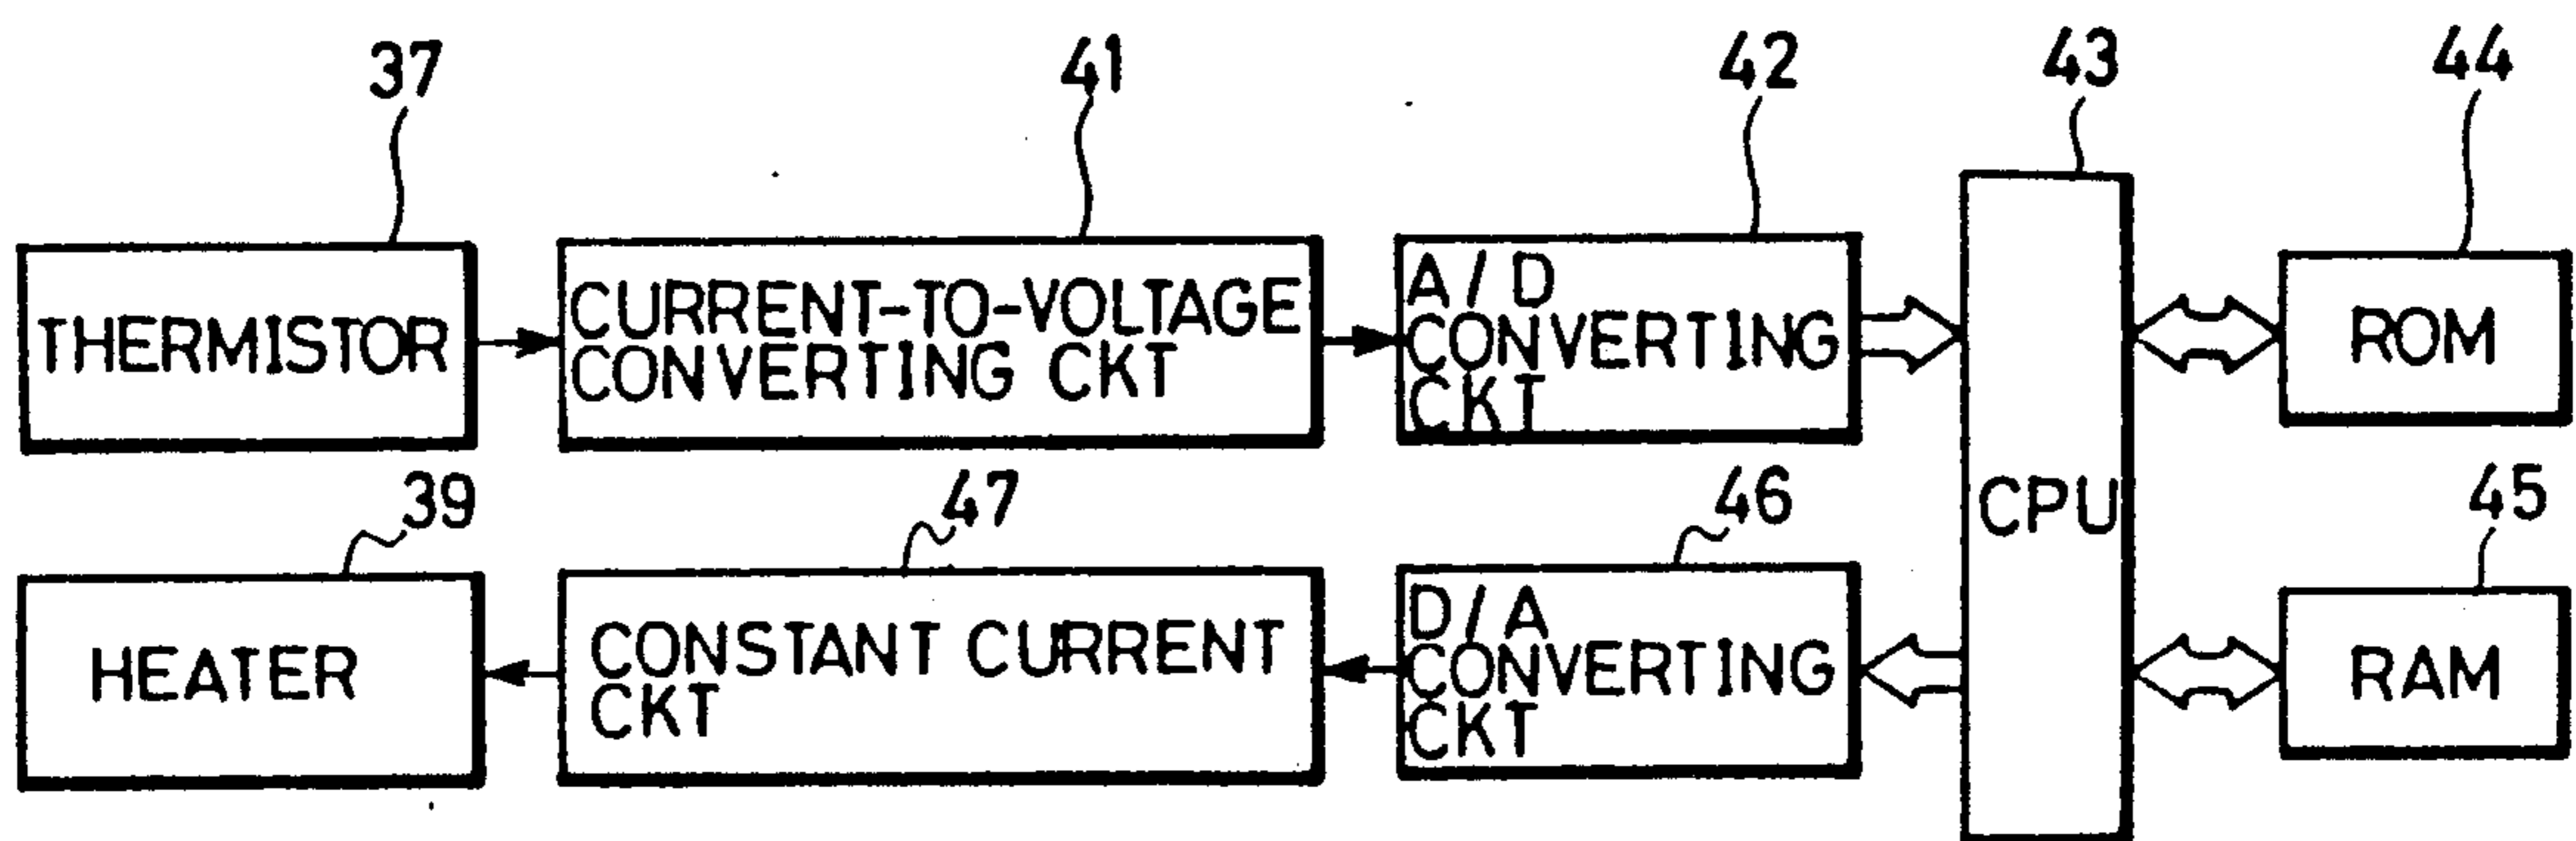 37
41
42
43
44
THERMISTOR
CURRENT-TO-VOLTAGE
CONVERTING CKT
A/D
CONVERTING
CKT
CPU
ROM
39
47
46
45
HEATER
CONSTANT CURRENT
CKT
D/A
CONVERTING
CKT
RAM